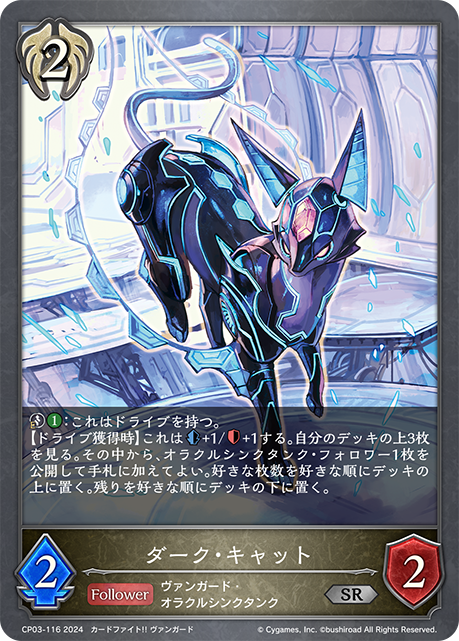 2
1:これはドライブを持つ。
【ドライブ獲得時】これは+1/+1する。自分のデッキの上3枚
を見る。その中から、オラクルシンクタンク・フォロワー1枚を
公開して手札に加えてよい。好きな枚数を好きな順にデッキの
上に置く。残りを好きな順にデッキの下に置く。
ダーク・キャット
2
Follower
ヴァンガード・
オラクルシンクタンク
SR
2
CP03-116 2024 カードファイト!! ヴァンガード
© Cygames, Inc. ©bushiroad All Rights Reserved.